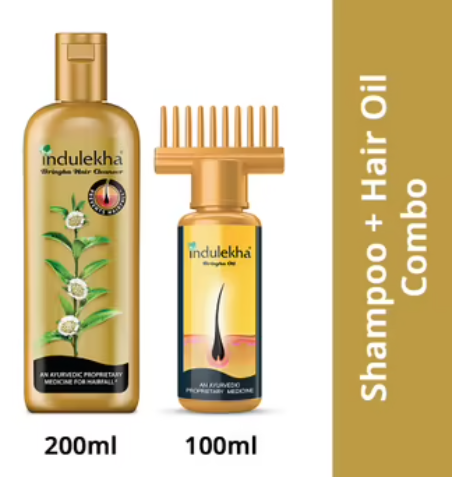 indulekha
Bringha Hair Cleanser
AN AYURVEDIC PROPRIETARY
MEDICINE FOR HAIRFALL*
200ml
indulekha
Bringha Oil
AN AYURVEDIC
PROPRIETARY MEDICINE
100ml
Shampoo + Hair Oil
Combo